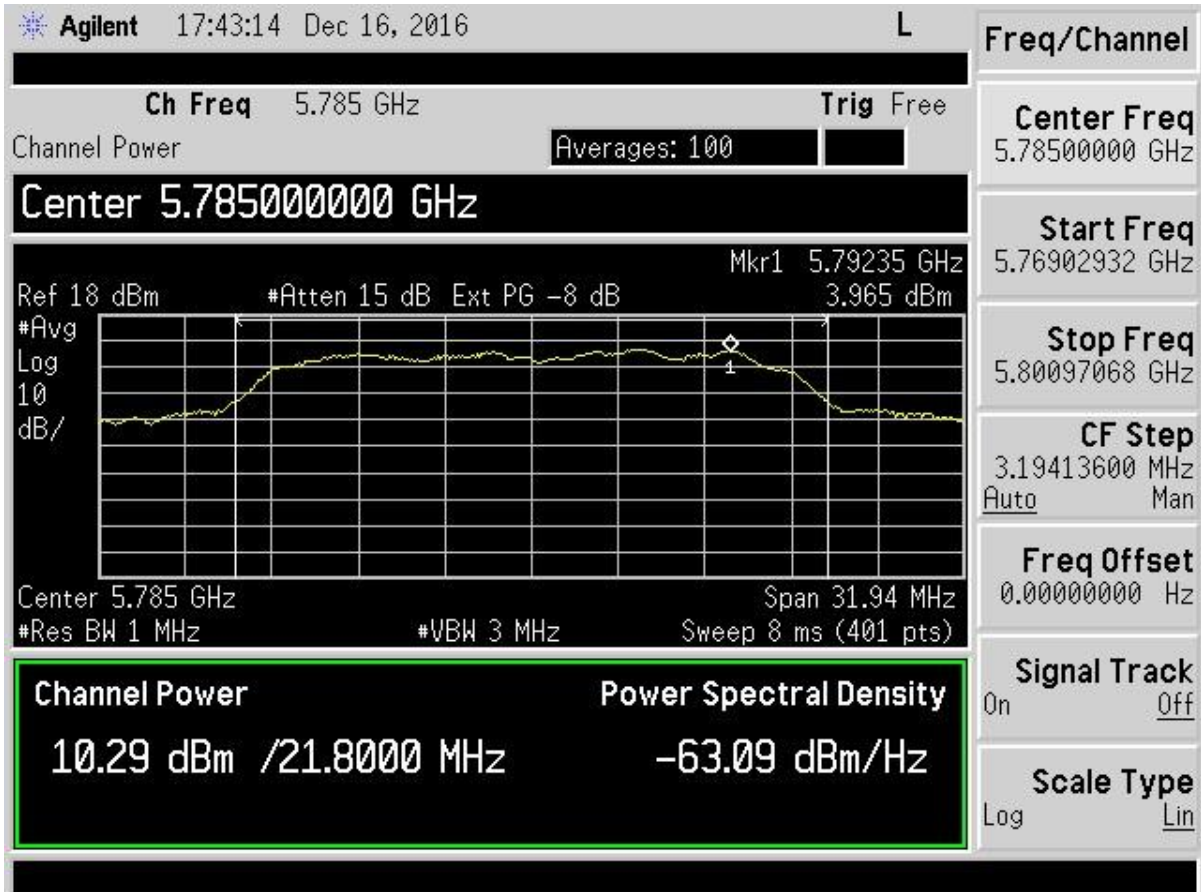 Agilent 17:43:14 Dec 16, 2016 L
Ch Freq 5.785 GHz Trig Free
Channel Power Averages: 100
Center 5.785000000 GHz
Mkr1 5.79235 GHz
Ref 18 dBm #Atten 15 dB Ext PG -8 dB 3.965 dBm
#Avg
Log
10
dB/
1
Center 5.785 GHz Span 31.94 MHz
#Res BW 1 MHz #VBW 3 MHz Sweep 8 ms (401 pts)
Channel Power Power Spectral Density
10.29 dBm /21.8000 MHz -63.09 dBm/Hz
Freq/Channel
Center Freq
5.78500000 GHz
Start Freq
5.76902932 GHz
Stop Freq
5.80097068 GHz
CF Step
3.19413600 MHz
Auto Man
Freq Offset
0.00000000 Hz
Signal Track
On Off
Scale Type
Log Lin